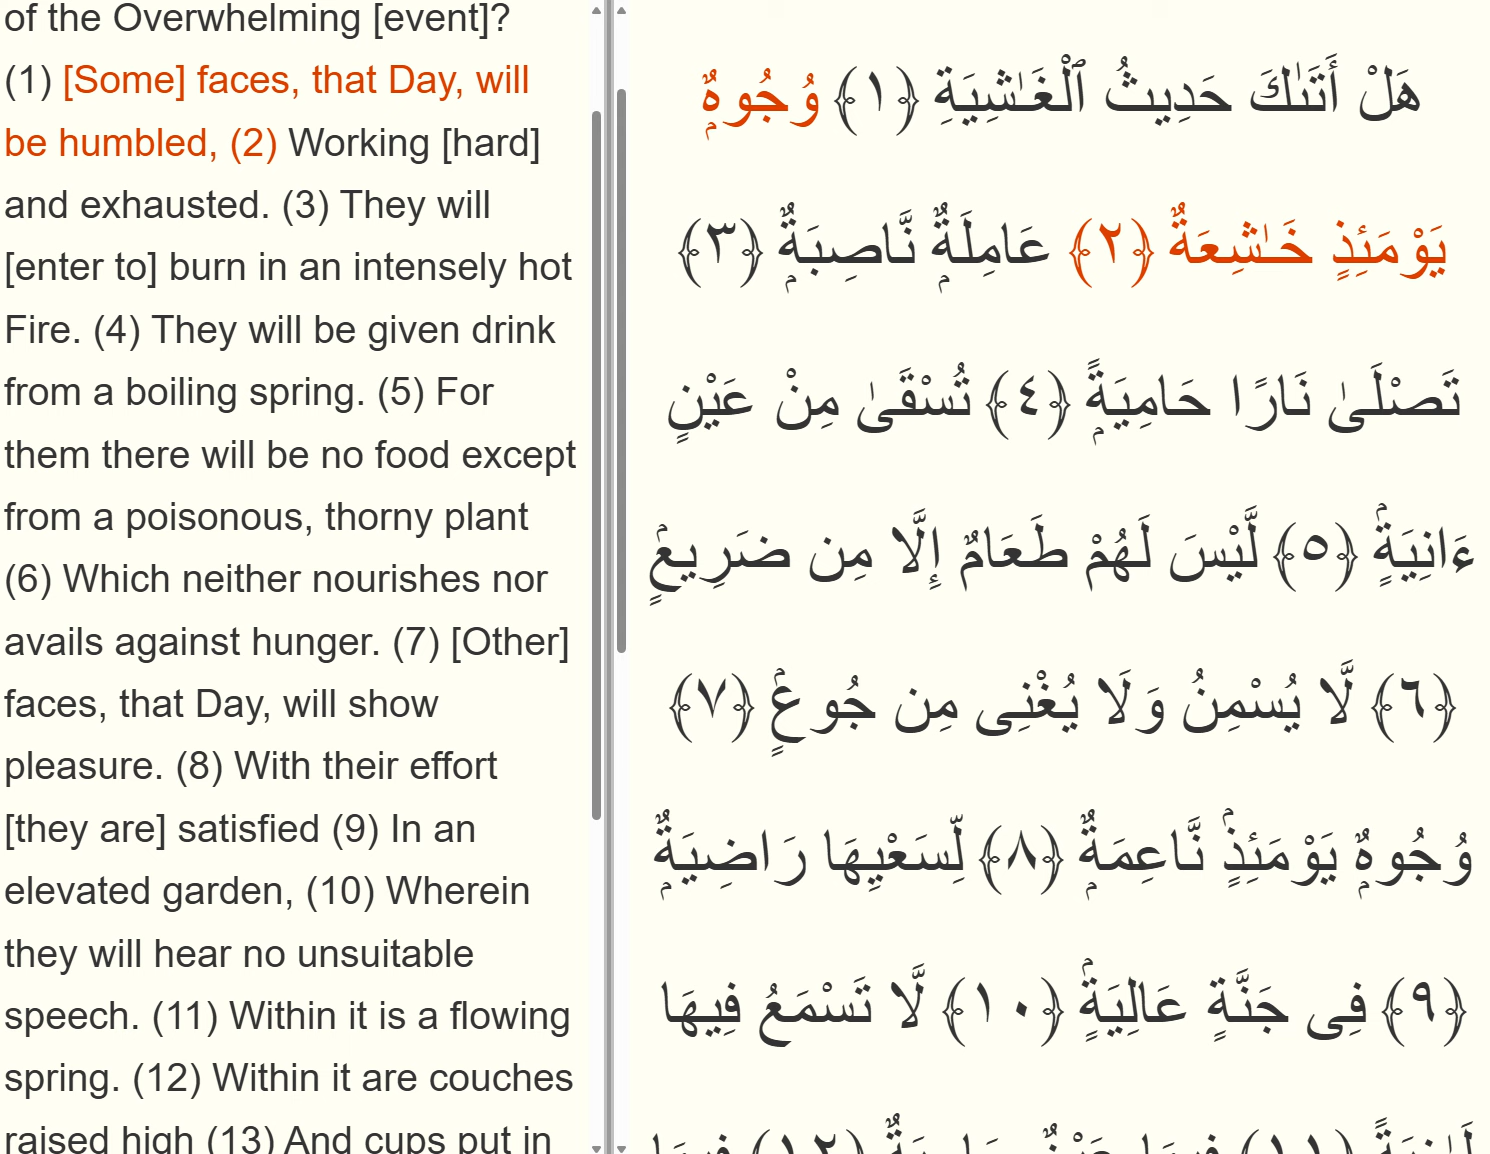 of the Overwhelming [event]?
(1) [Some] faces, that Day, will
be humbled, (2) Working [hard]
and exhausted. (3) They will
[enter to] burn in an intensely hot
Fire. (4) They will be given drink
from a boiling spring. (5) For
them there will be no food except
from a poisonous, thorny plant
(6) Which neither nourishes nor
avails against hunger. (7) [Other]
faces, that Day, will show
pleasure. (8) With their effort
[they are] satisfied (9) In an
elevated garden, (10) Wherein
they will hear no unsuitable
speech. (11) Within it is a flowing
spring. (12) Within it are couches
raised high (13) And cups put in
هَلْ أَتَىٰكَ حَدِيثُ ٱلْغَـٰشِيَةِ ﴿١﴾ وُجُوهٌۭ
يَوْمَئِذٍ خَـٰشِعَةٌ ﴿٢﴾ عَامِلَةٌۭ نَّاصِبَةٌۭ ﴿٣﴾
تَصْلَىٰ نَارًا حَامِيَةًۭ ﴿٤﴾ تُسْقَىٰ مِنْ عَيْنٍ
ءَانِيَةٍۢ ﴿٥﴾ لَّيْسَ لَهُمْ طَعَامٌ إِلَّا مِن ضَرِيعٍۢ
﴿٦﴾ لَّا يُسْمِنُ وَلَا يُغْنِى مِن جُوعٍۢ ﴿٧﴾
وُجُوهٌۭ يَوْمَئِذٍۢ نَّاعِمَةٌۭ ﴿٨﴾ لِّسَعْيِهَا رَاضِيَةٌۭ
﴿٩﴾ فِى جَنَّةٍ عَالِيَةٍۢ ﴿١٠﴾ لَّا تَسْمَعُ فِيهَا